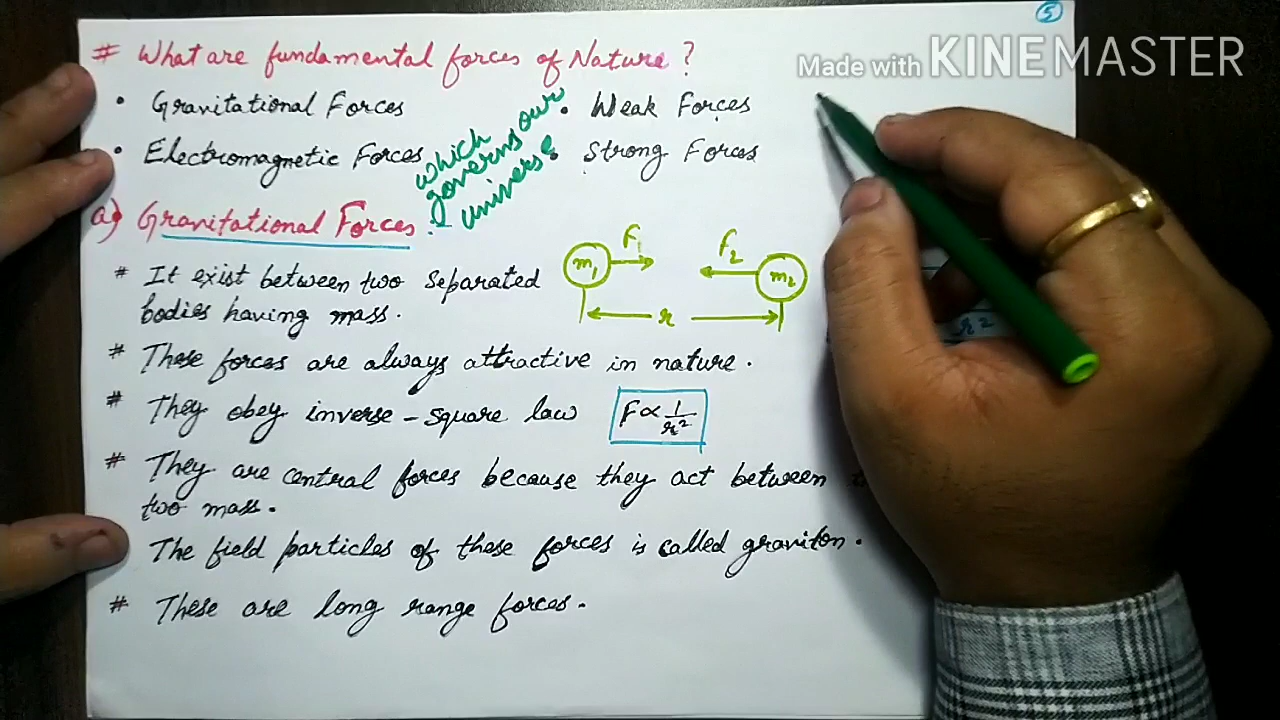 5
Made with KINEMASTER
# What are fundamental forces of Nature ?
• Gravitational Forces
• Weak Forces
• Electromagnetic Forces
• Strong Forces
which
governs our
universe
a) Gravitational Forces :-
# It exist between two separated
bodies having mass.
m₁ F₁ F₂ m₂
r
r²
# These forces are always attractive in nature.
# They obey inverse-square law F ∝ 1/r²
# They are central forces because they act between
two mass.
The field particles of these forces is called graviton.
# These are long range forces.